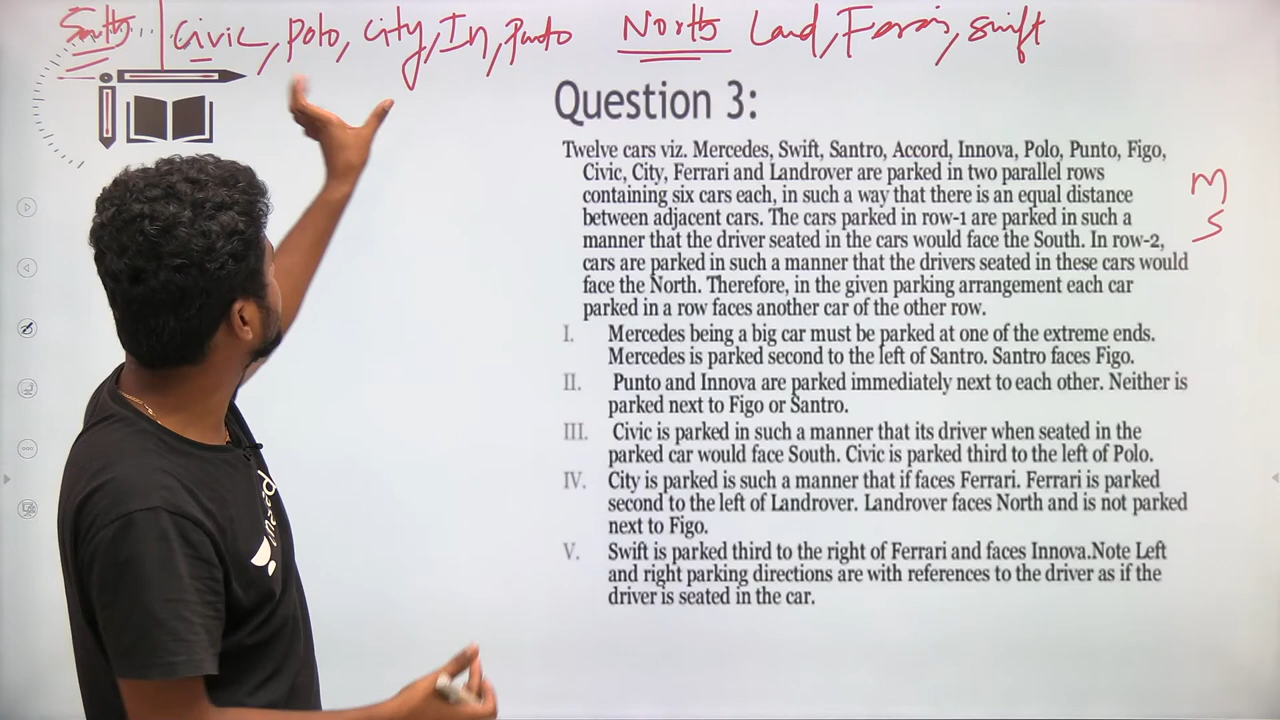 South | Civic, Polo, City, In, Punto North Land, Ferrari, swift
Question 3:
Twelve cars viz. Mercedes, Swift, Santro, Accord, Innova, Polo, Punto, Figo,
Civic, City, Ferrari and Landrover are parked in two parallel rows
containing six cars each, in such a way that there is an equal distance
between adjacent cars. The cars parked in row-1 are parked in such a
manner that the driver seated in the cars would face the South. In row-2,
cars are parked in such a manner that the drivers seated in these cars would
face the North. Therefore, in the given parking arrangement each car
parked in a row faces another car of the other row.
M
S
I. Mercedes being a big car must be parked at one of the extreme ends.
Mercedes is parked second to the left of Santro. Santro faces Figo.
II. Punto and Innova are parked immediately next to each other. Neither is
parked next to Figo or Santro.
III. Civic is parked in such a manner that its driver when seated in the
parked car would face South. Civic is parked third to the left of Polo.
IV. City is parked is such a manner that if faces Ferrari. Ferrari is parked
second to the left of Landrover. Landrover faces North and is not parked
next to Figo.
V. Swift is parked third to the right of Ferrari and faces Innova.Note Left
and right parking directions are with references to the driver as if the
driver is seated in the car.